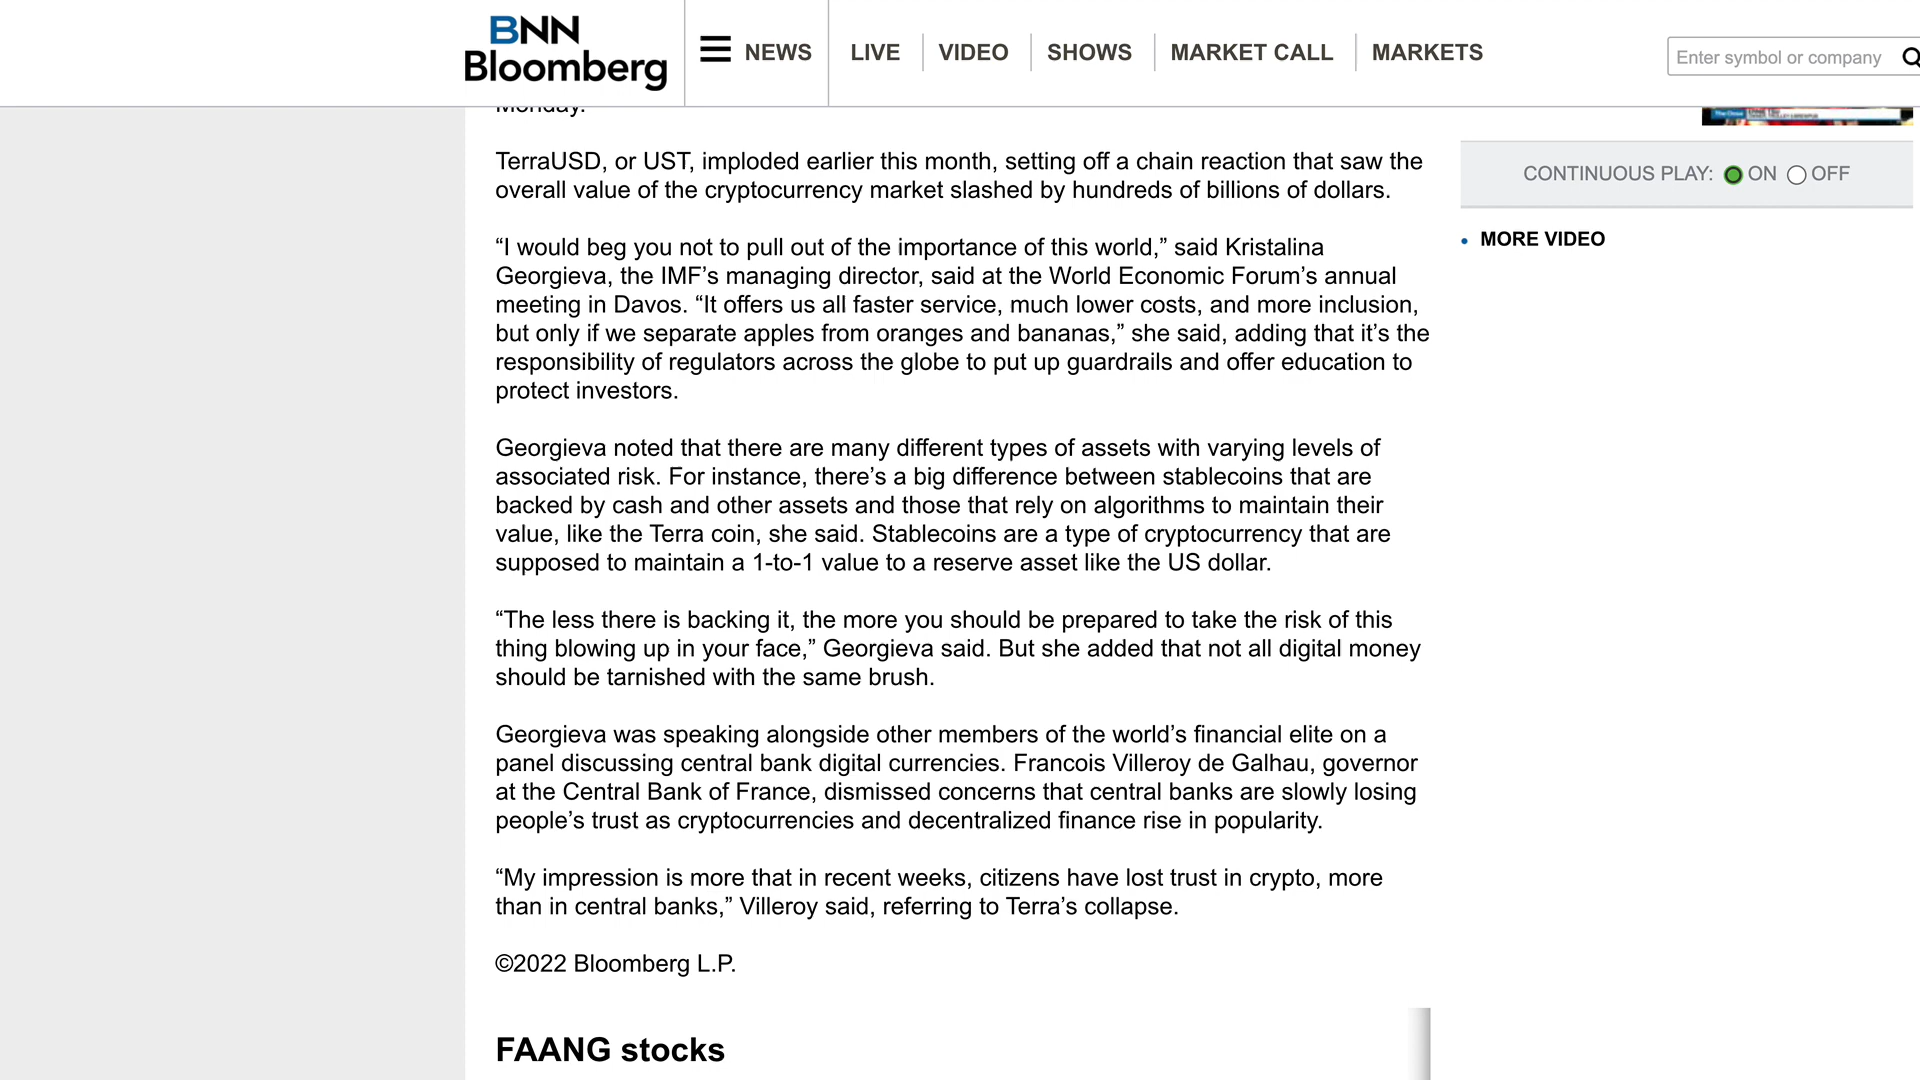 BNN
Bloomberg
NEWS
LIVE
VIDEO
SHOWS
MARKET CALL
MARKETS
Enter symbol or company
Monday.
TerraUSD, or UST, imploded earlier this month, setting off a chain reaction that saw the
overall value of the cryptocurrency market slashed by hundreds of billions of dollars.
“I would beg you not to pull out of the importance of this world,” said Kristalina
Georgieva, the IMF’s managing director, said at the World Economic Forum’s annual
meeting in Davos. “It offers us all faster service, much lower costs, and more inclusion,
but only if we separate apples from oranges and bananas,” she said, adding that it’s the
responsibility of regulators across the globe to put up guardrails and offer education to
protect investors.
Georgieva noted that there are many different types of assets with varying levels of
associated risk. For instance, there’s a big difference between stablecoins that are
backed by cash and other assets and those that rely on algorithms to maintain their
value, like the Terra coin, she said. Stablecoins are a type of cryptocurrency that are
supposed to maintain a 1-to-1 value to a reserve asset like the US dollar.
“The less there is backing it, the more you should be prepared to take the risk of this
thing blowing up in your face,” Georgieva said. But she added that not all digital money
should be tarnished with the same brush.
Georgieva was speaking alongside other members of the world’s financial elite on a
panel discussing central bank digital currencies. Francois Villeroy de Galhau, governor
at the Central Bank of France, dismissed concerns that central banks are slowly losing
people’s trust as cryptocurrencies and decentralized finance rise in popularity.
“My impression is more that in recent weeks, citizens have lost trust in crypto, more
than in central banks,” Villeroy said, referring to Terra’s collapse.
©2022 Bloomberg L.P.
FAANG stocks
CONTINUOUS PLAY: ON OFF
MORE VIDEO